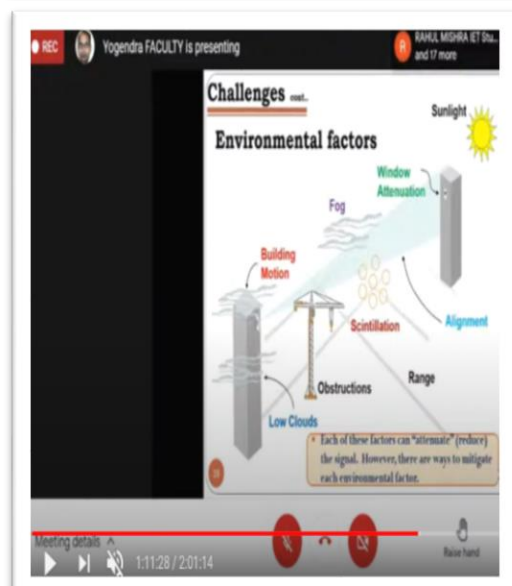 REC
Yogendra FACULTY is presenting
R
RAHUL MISHRA IET Stu...
and 17 more
Challenges cont..
Sunlight
Environmental factors
Window
Attenuation
Fog
Building
Motion
Scintillation
Alignment
Range
Obstructions
Low Clouds
• Each of these factors can "attenuate" (reduce)
the signal. However, there are ways to mitigate
each environmental factor.
Meeting details
Raise hand
1:11:28 / 2:01:14